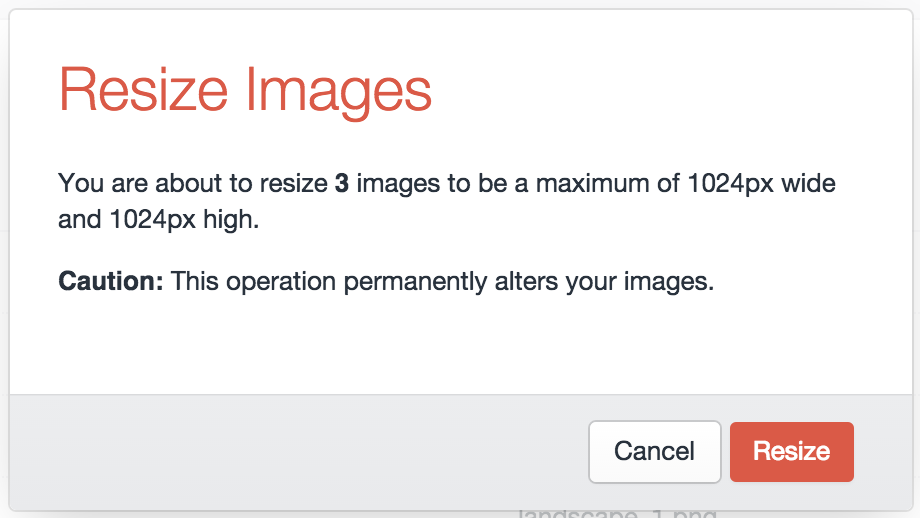 Resize Images
You are about to resize 3 images to be a maximum of 1024px wide
and 1024px high.
Caution: This operation permanently alters your images.
Cancel
Resize
landscape_1.png